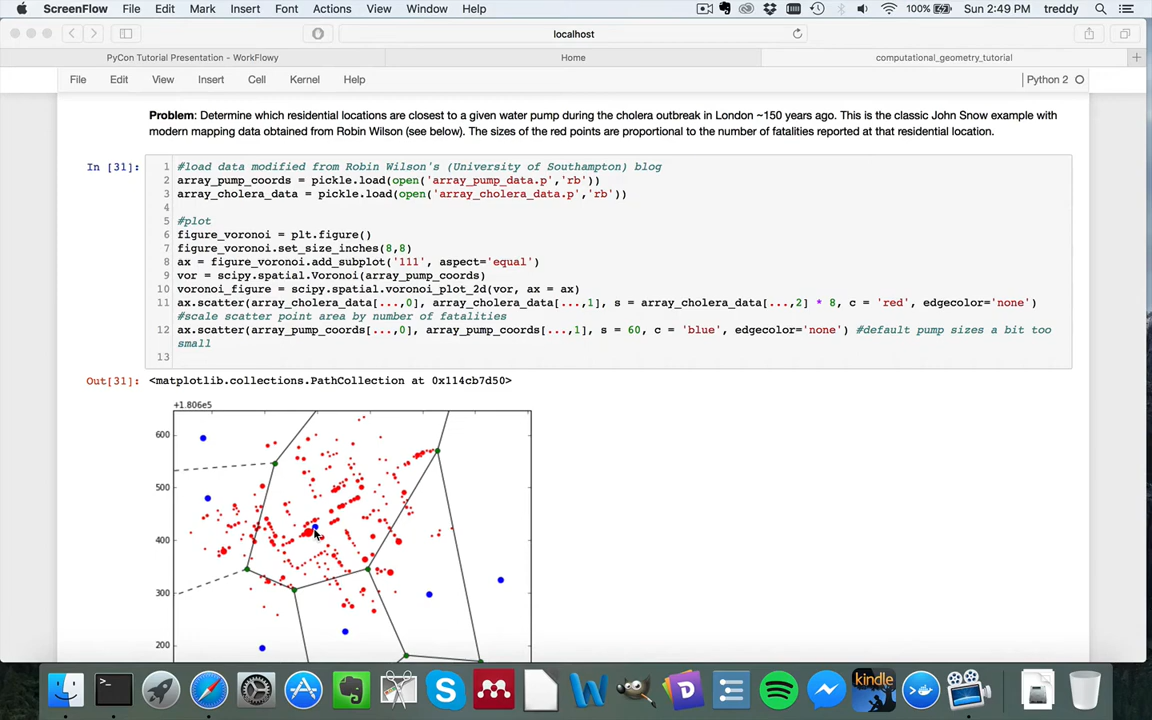 ScreenFlow File Edit Mark Insert Font Actions View Window Help 100% Sun 2:49 PM treddy
localhost
PyCon Tutorial Presentation - WorkFlowy Home computational_geometry_tutorial
File Edit View Insert Cell Kernel Help Python 2
Problem: Determine which residential locations are closest to a given water pump during the cholera outbreak in London ~150 years ago. This is the classic John Snow example with
modern mapping data obtained from Robin Wilson (see below). The sizes of the red points are proportional to the number of fatalities reported at that residential location.
In [31]:
1 #load data modified from Robin Wilson's (University of Southampton) blog
2 array_pump_coords = pickle.load(open('array_pump_data.p','rb'))
3 array_cholera_data = pickle.load(open('array_cholera_data.p','rb'))
4
5 #plot
6 figure_voronoi = plt.figure()
7 figure_voronoi.set_size_inches(8,8)
8 ax = figure_voronoi.add_subplot('111', aspect='equal')
9 vor = scipy.spatial.Voronoi(array_pump_coords)
10 voronoi_figure = scipy.spatial.voronoi_plot_2d(vor, ax = ax)
11 ax.scatter(array_cholera_data[...,0], array_cholera_data[...,1], s = array_cholera_data[...,2] * 8, c = 'red', edgecolor='none')
#scale scatter point area by number of fatalities
12 ax.scatter(array_pump_coords[...,0], array_pump_coords[...,1], s = 60, c = 'blue', edgecolor='none') #default pump sizes a bit too
small
13
Out[31]: <matplotlib.collections.PathCollection at 0x114cb7d50>
+1.806e5
600
500
400
300
200
kindle